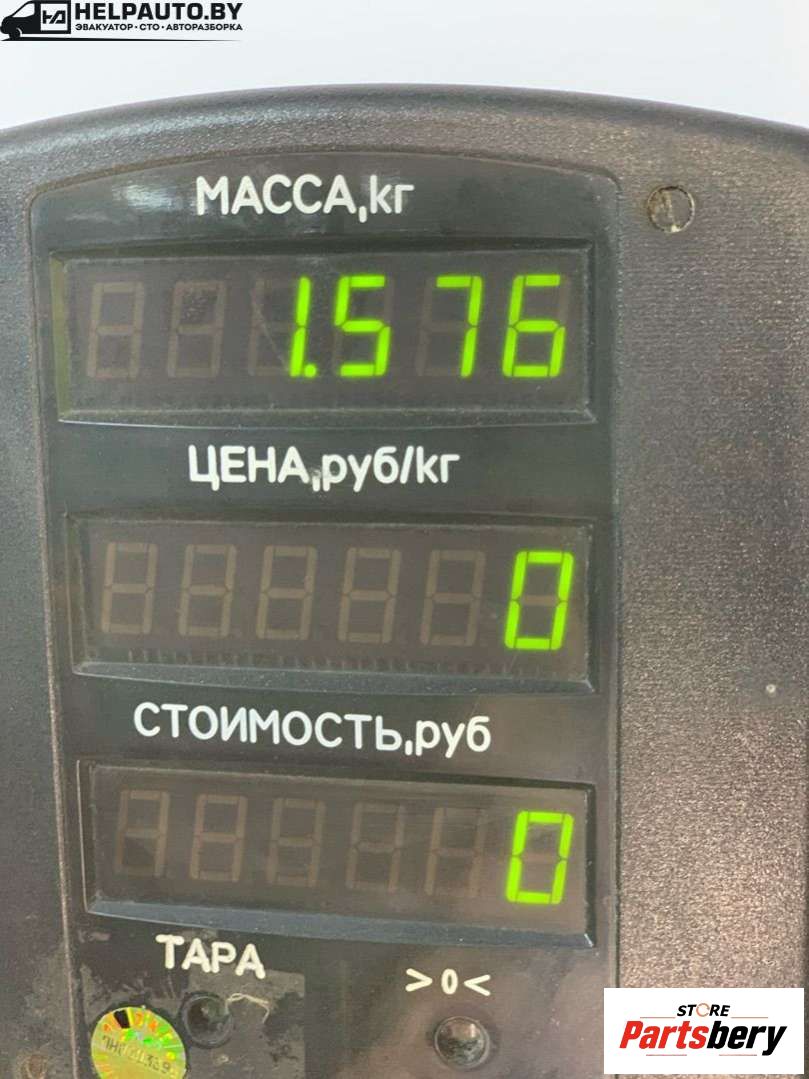 HELPAUTO.BY
ЭВАКУАТОР • СТО • АВТОРАЗБОРКА
МАССА,кг
1.576
ЦЕНА,руб/кг
0
СТОИМОСТЬ,руб
0
ТАРА
>0<
STORE
Partsbery